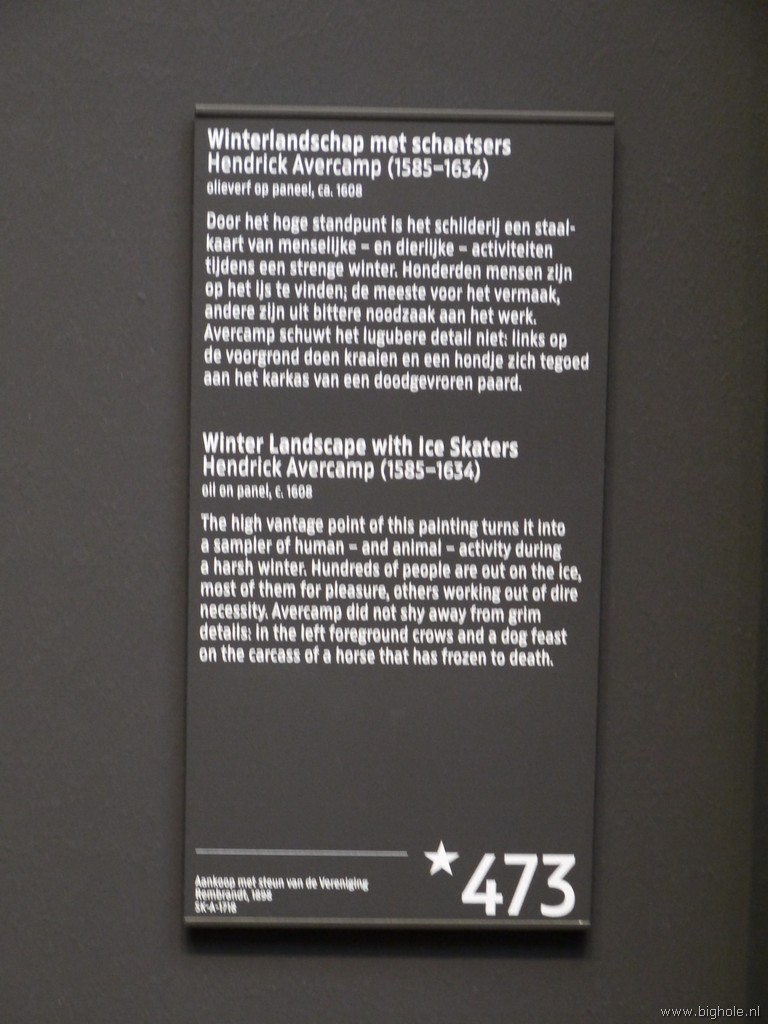 Winterlandschap met schaatsers
Hendrick Avercamp (1585–1634)
olieverf op paneel, ca. 1608
Door het hoge standpunt is het schilderij een staal-
kaart van menselijke – en dierlijke – activiteiten
tijdens een strenge winter. Honderden mensen zijn
op het ijs te vinden; de meeste voor het vermaak,
andere zijn uit bittere noodzaak aan het werk.
Avercamp schuwt het lugubere detail niet: links op
de voorgrond doen kraaien en een hondje zich tegoed
aan het karkas van een doodgevroren paard.
Winter Landscape with Ice Skaters
Hendrick Avercamp (1585–1634)
oil on panel, c. 1608
The high vantage point of this painting turns it into
a sampler of human – and animal – activity during
a harsh winter. Hundreds of people are out on the ice,
most of them for pleasure, others working out of dire
necessity. Avercamp did not shy away from grim
details: in the left foreground crows and a dog feast
on the carcass of a horse that has frozen to death.
Aankoop met steun van de Vereniging
Rembrandt, 1898
SK-A-1718
★473
www.bighole.nl